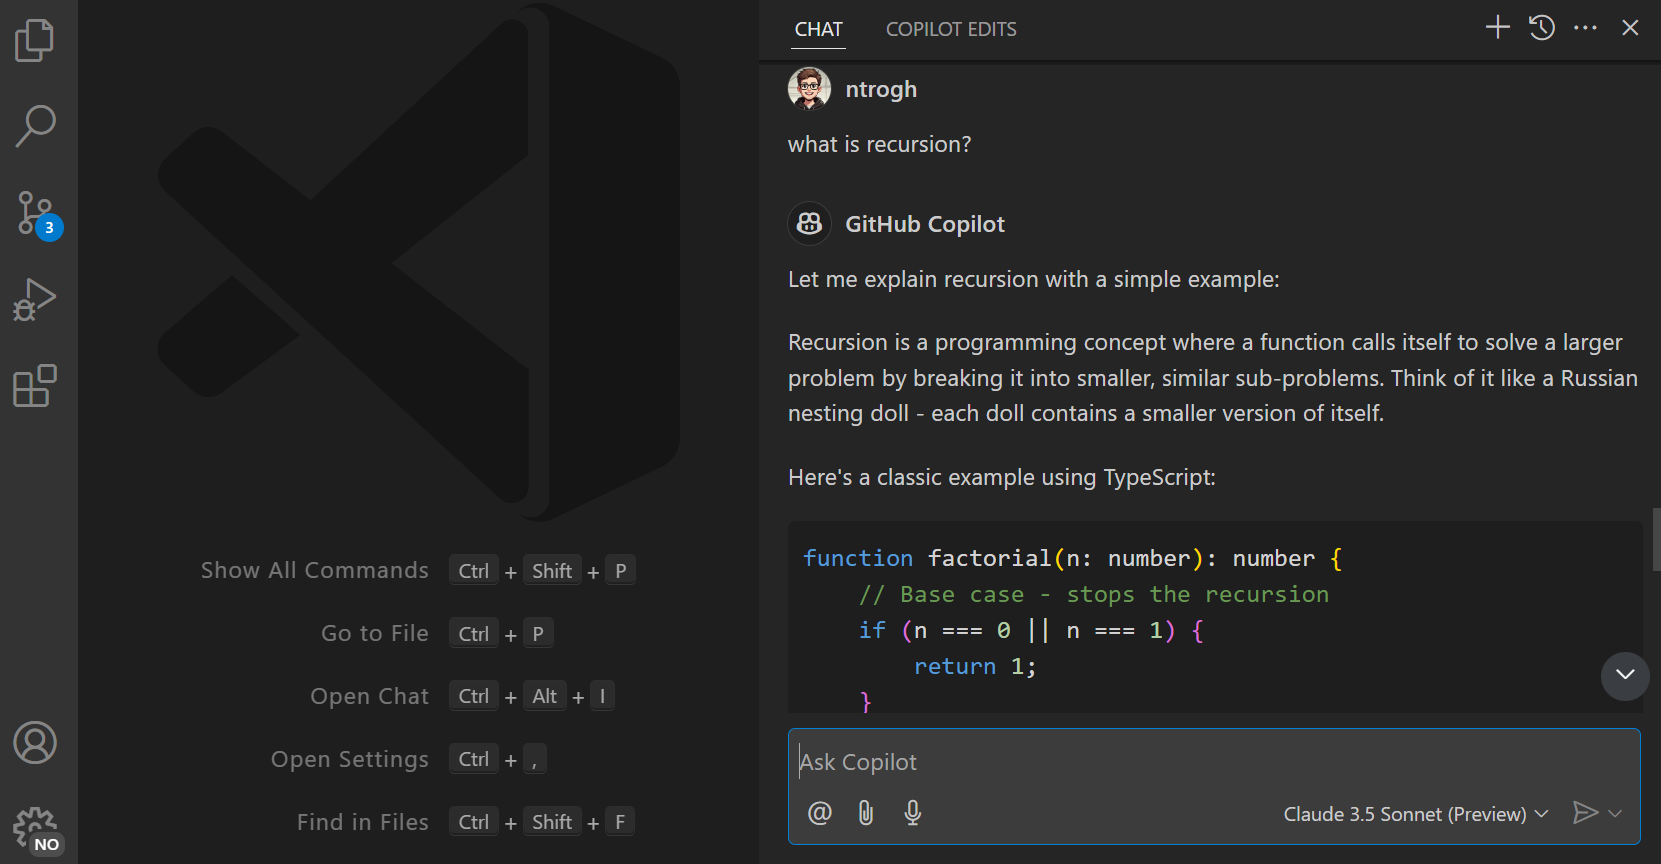 CHAT COPILOT EDITS
ntrogh
what is recursion?
GitHub Copilot
Let me explain recursion with a simple example:
Recursion is a programming concept where a function calls itself to solve a larger
problem by breaking it into smaller, similar sub-problems. Think of it like a Russian
nesting doll - each doll contains a smaller version of itself.
Here's a classic example using TypeScript:
function factorial(n: number): number {
    // Base case - stops the recursion
    if (n === 0 || n === 1) {
        return 1;
    }
Ask Copilot
@
Claude 3.5 Sonnet (Preview)
3
Show All Commands Ctrl + Shift + P
Go to File Ctrl + P
Open Chat Ctrl + Alt + I
Open Settings Ctrl + ,
Find in Files Ctrl + Shift + F
NO